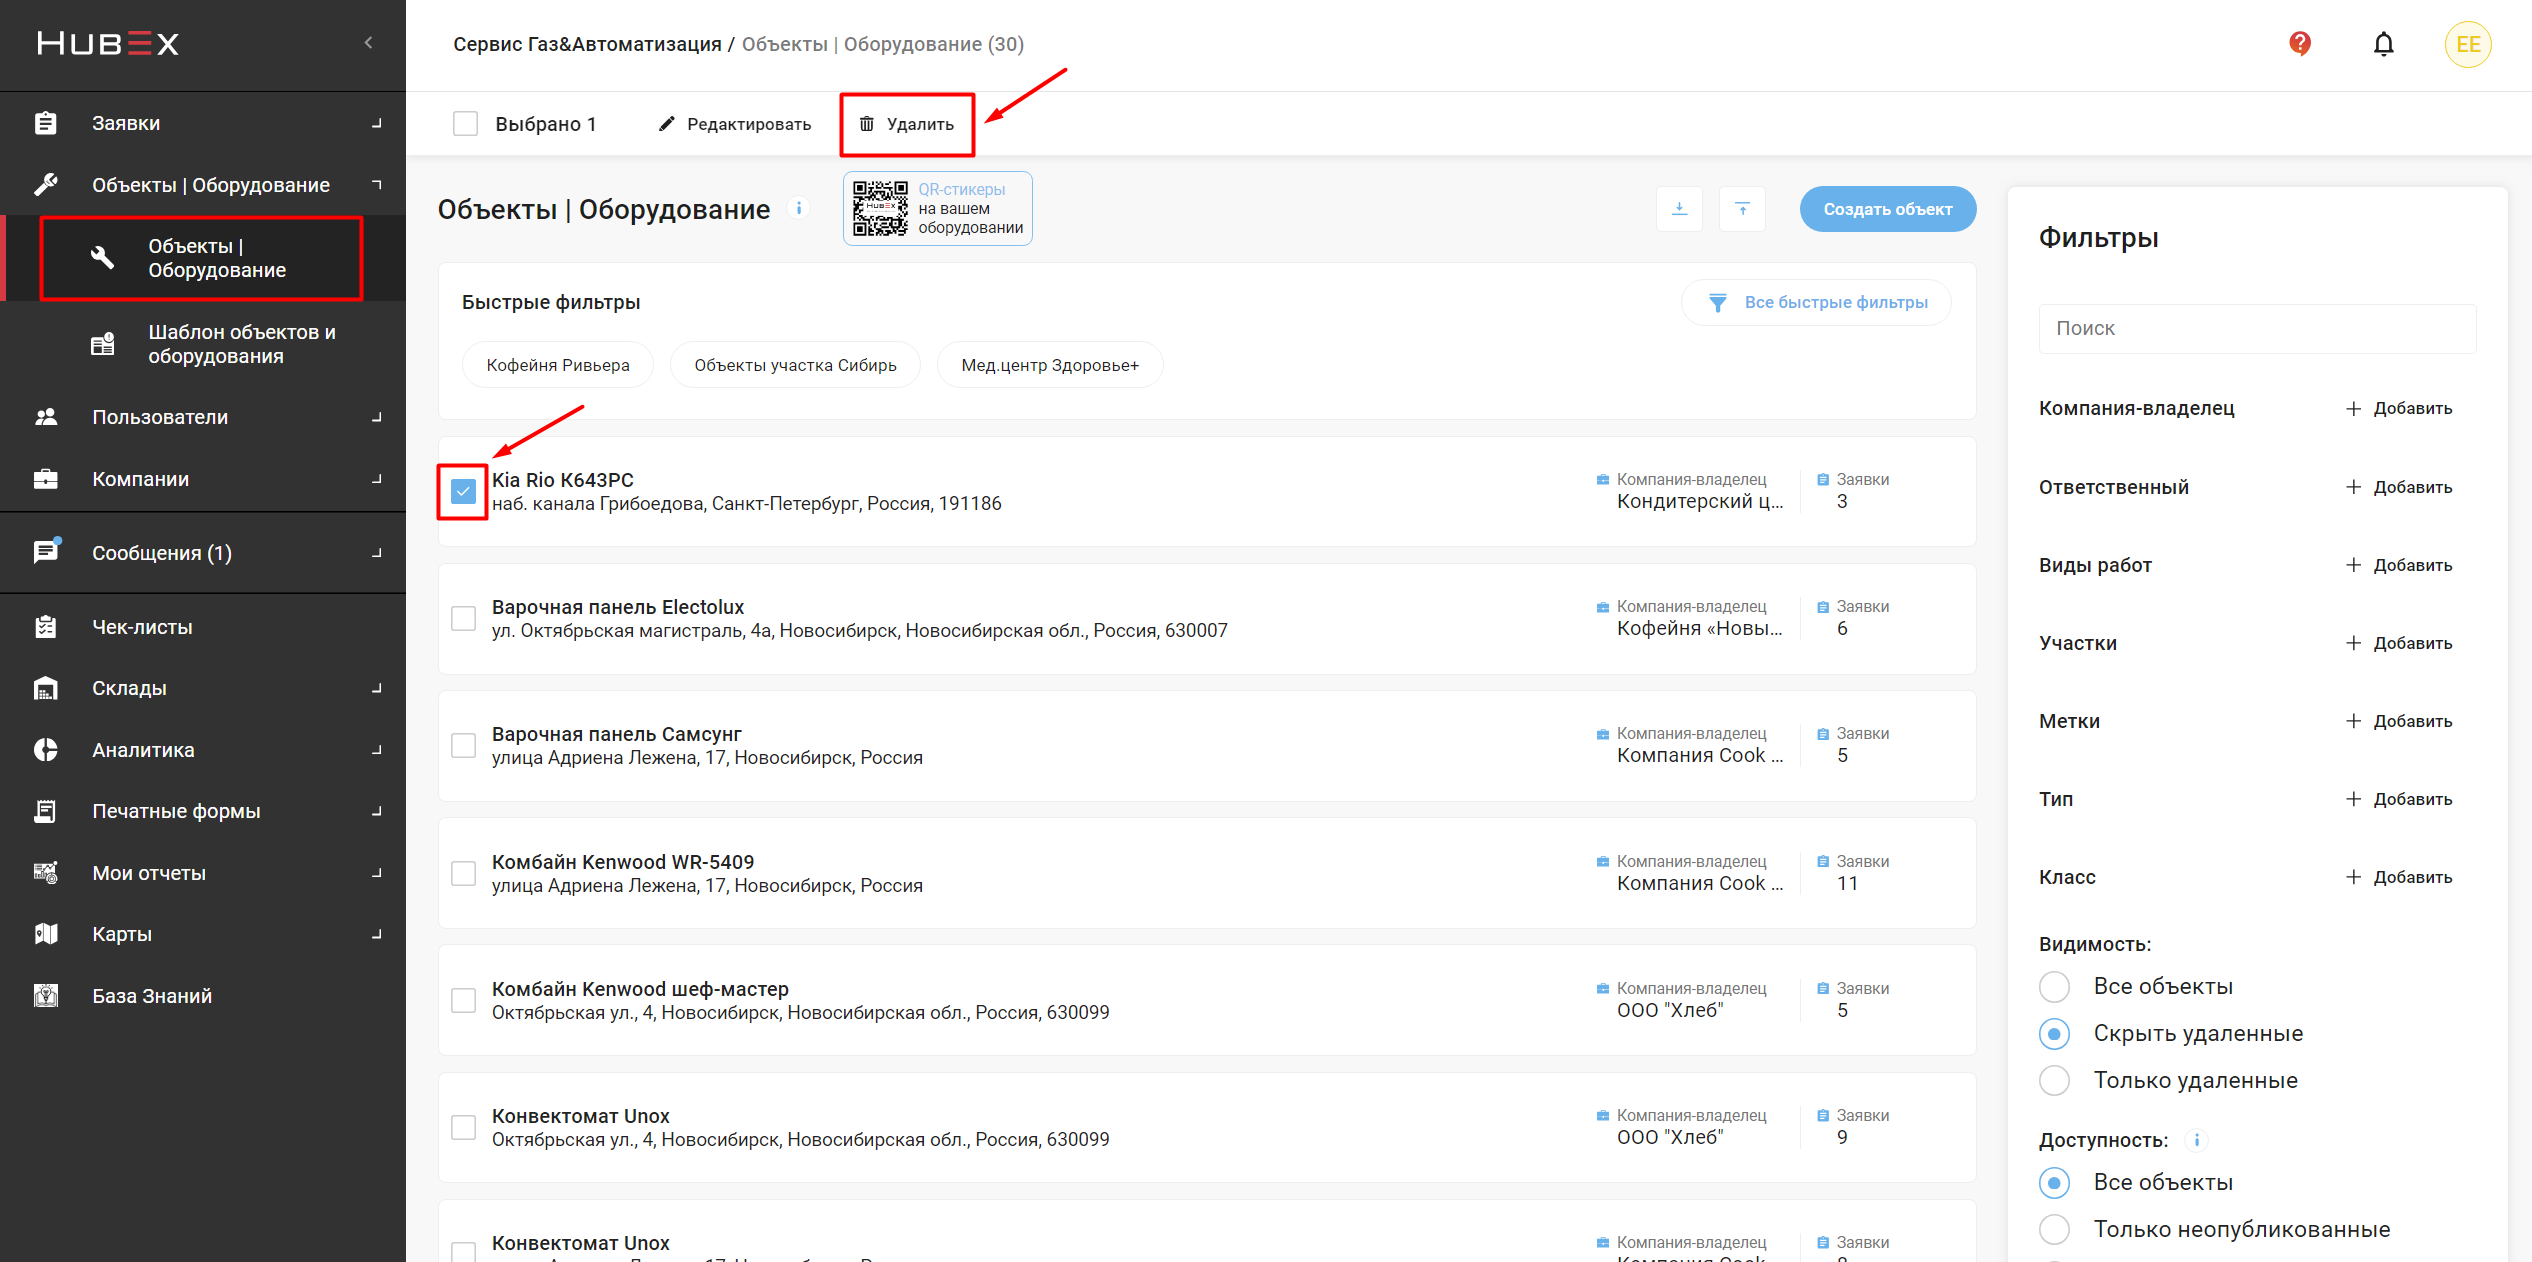 HUBEX
Заявки
Объекты | Оборудование
Объекты |
Оборудование
Шаблон объектов и
оборудования
Пользователи
Компании
Сообщения (1)
Чек-листы
Склады
Аналитика
Печатные формы
Мои отчеты
Карты
База Знаний
Сервис Газ&Автоматизация / Объекты | Оборудование (30)
EE
Выбрано 1
Редактировать
Удалить
Объекты | Оборудование
HUBEX
QR-стикеры
на вашем
оборудовании
Создать объект
Быстрые фильтры
Все быстрые фильтры
Кофейня Ривьера
Объекты участка Сибирь
Мед.центр Здоровье+
Kia Rio K643PC
наб. канала Грибоедова, Санкт-Петербург, Россия, 191186
Компания-владелец
Кондитерский ц...
Заявки
3
Варочная панель Electolux
ул. Октябрьская магистраль, 4а, Новосибирск, Новосибирская обл., Россия, 630007
Компания-владелец
Кофейня «Новы...
Заявки
6
Варочная панель Самсунг
улица Адриена Лежена, 17, Новосибирск, Россия
Компания-владелец
Компания Cook ...
Заявки
5
Комбайн Kenwood WR-5409
улица Адриена Лежена, 17, Новосибирск, Россия
Компания-владелец
Компания Cook ...
Заявки
11
Комбайн Kenwood шеф-мастер
Октябрьская ул., 4, Новосибирск, Новосибирская обл., Россия, 630099
Компания-владелец
ООО "Хлеб"
Заявки
5
Конвектомат Unox
Октябрьская ул., 4, Новосибирск, Новосибирская обл., Россия, 630099
Компания-владелец
ООО "Хлеб"
Заявки
9
Конвектомат Unox
Компания-владелец
Заявки
Фильтры
Поиск
Компания-владелец
Добавить
Ответственный
Добавить
Виды работ
Добавить
Участки
Добавить
Метки
Добавить
Тип
Добавить
Класс
Добавить
Видимость:
Все объекты
Скрыть удаленные
Только удаленные
Доступность:
Все объекты
Только неопубликованные